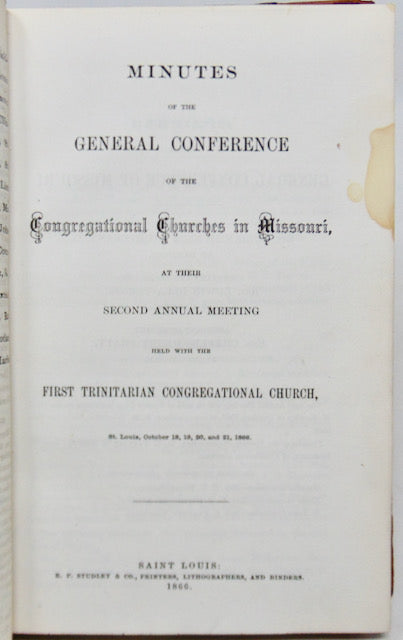 MINUTES
OF THE
GENERAL CONFERENCE
OF THE
Congregational Churches in Missouri,
AT THEIR
SECOND ANNUAL MEETING
HELD WITH THE
FIRST TRINITARIAN CONGREGATIONAL CHURCH,
St. Louis, October 18, 19, 20, and 21, 1866.
SAINT LOUIS:
R. P. STUDLEY & CO., PRINTERS, LITHOGRAPHERS, AND BINDERS.
1866.